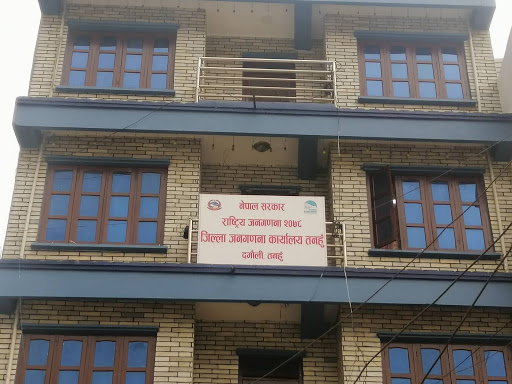 नेपाल सरकार
राष्ट्रिय जनगणना २०७८
जिल्ला जनगणना कार्यालय तनहुँ
दमौली, तनहुँ